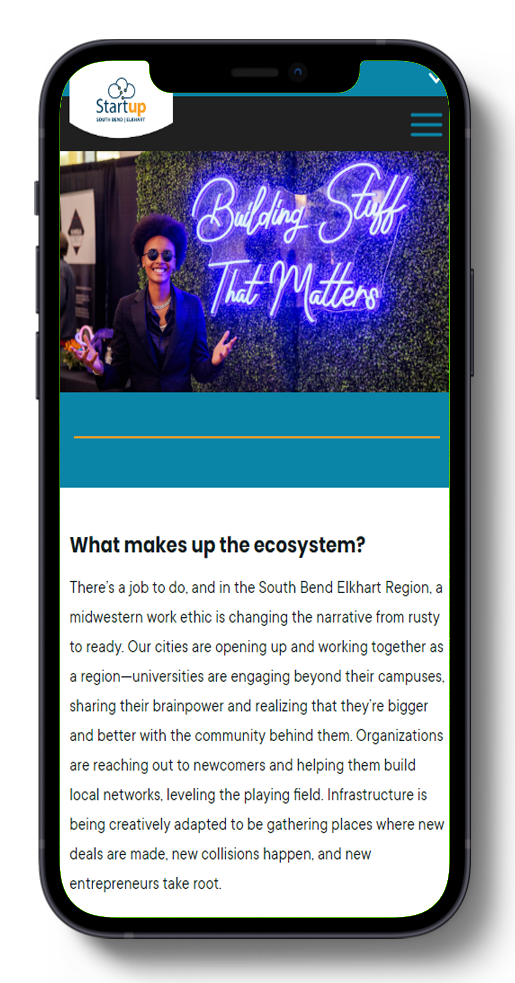 Startup
SOUTH BEND | ELKHART
Building Stuff
That Matters
What makes up the ecosystem?
There's a job to do, and in the South Bend Elkhart Region, a
midwestern work ethic is changing the narrative from rusty
to ready. Our cities are opening up and working together as
a region—universities are engaging beyond their campuses,
sharing their brainpower and realizing that they're bigger
and better with the community behind them. Organizations
are reaching out to newcomers and helping them build
local networks, leveling the playing field. Infrastructure is
being creatively adapted to be gathering places where new
deals are made, new collisions happen, and new
entrepreneurs take root.